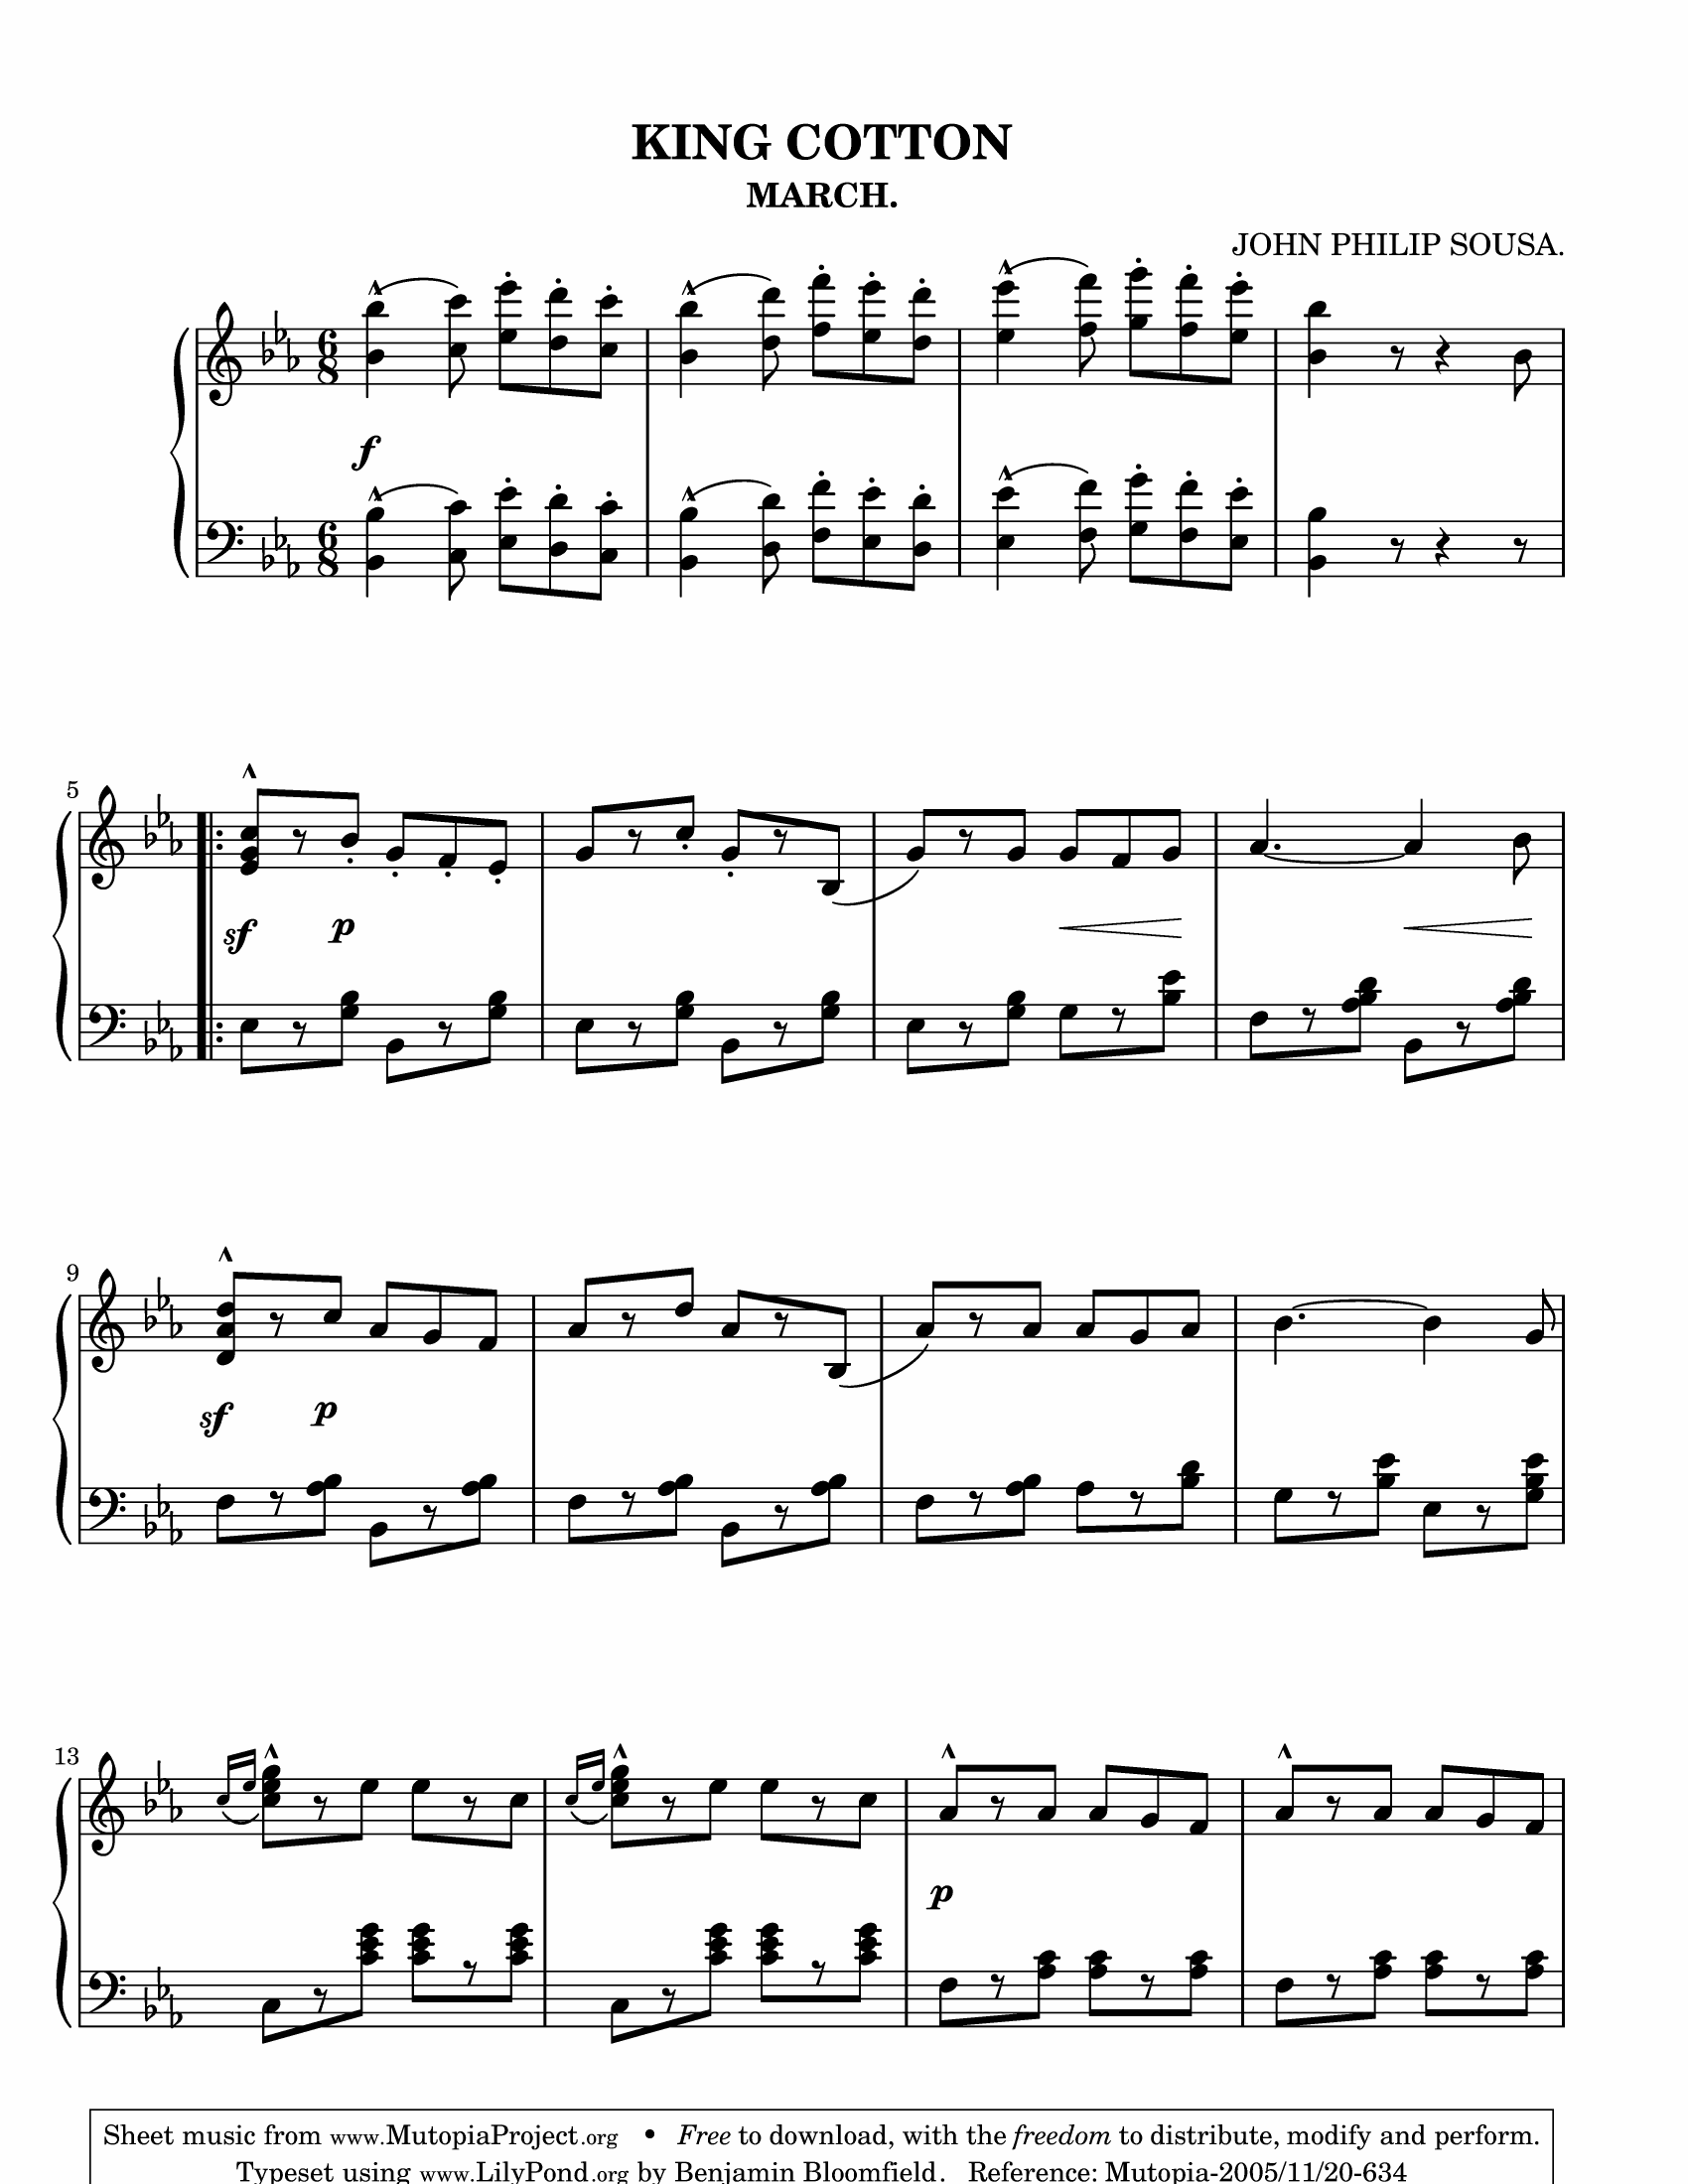 KING COTTON
MARCH.
JOHN PHILIP SOUSA.
6 8
f
6 8
5
sf p
9
sf p
13
p
Sheet music from www.MutopiaProject.org • Free to download, with the freedom to distribute, modify and perform.
Typeset using www.LilyPond.org by Benjamin Bloomfield. Reference: Mutopia-2005/11/20-634